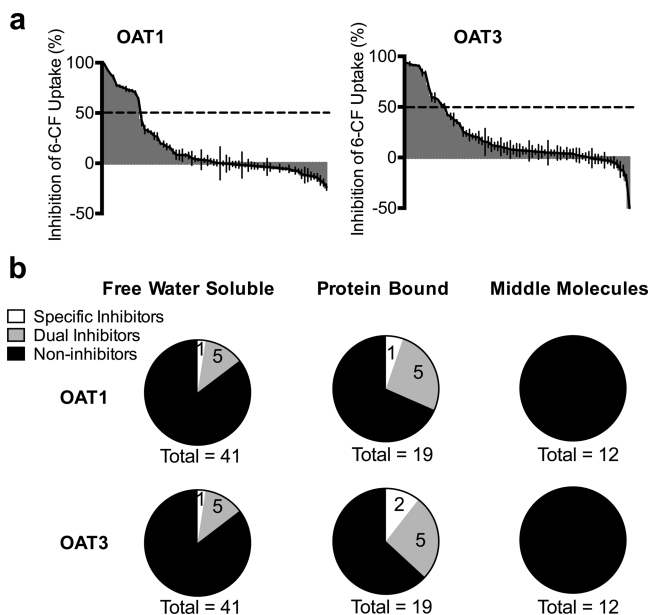 a
OAT1
OAT3
Inhibition of 6-CF Uptake (%)
100
50
0
-50
Inhibition of 6-CF Uptake (%)
100
50
0
-50
b
Free Water Soluble
Protein Bound
Middle Molecules
Specific Inhibitors
Dual Inhibitors
Non-inhibitors
OAT1
1
5
1
5
Total = 41
Total = 19
Total = 12
OAT3
1
5
2
5
Total = 41
Total = 19
Total = 12